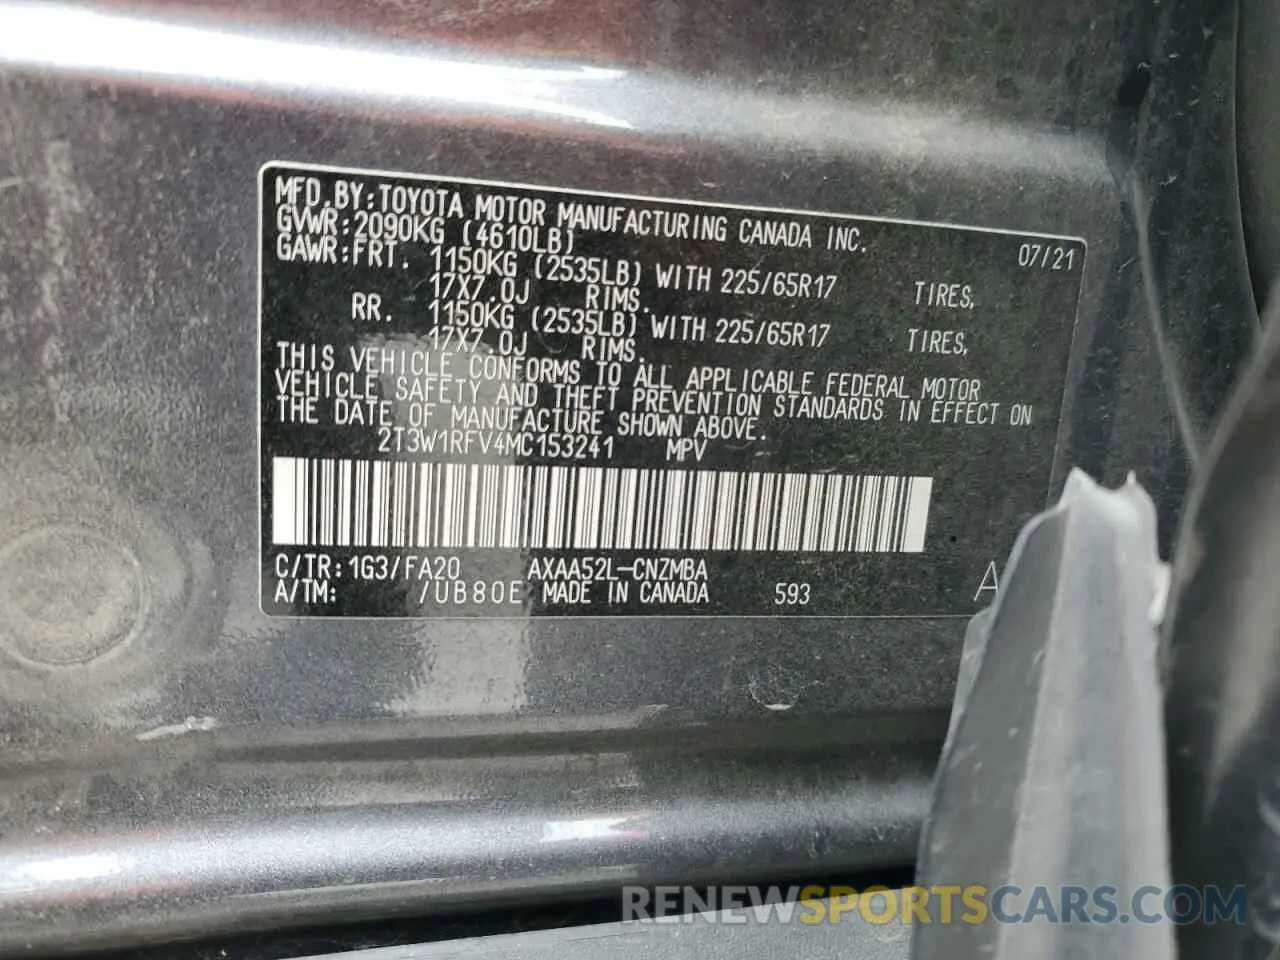 MFD.BY:TOYOTA MOTOR MANUFACTURING CANADA INC.
GVWR:2090KG (4610LB) 07/21
GAWR:FRT. 1150KG (2535LB) WITH 225/65R17 TIRES,
17X7.0J RIMS.
RR. 1150KG (2535LB) WITH 225/65R17 TIRES,
17X7.0J RIMS.
THIS VEHICLE CONFORMS TO ALL APPLICABLE FEDERAL MOTOR
VEHICLE SAFETY AND THEFT PREVENTION STANDARDS IN EFFECT ON
THE DATE OF MANUFACTURE SHOWN ABOVE.
2T3W1RFV4MC153241 MPV
C/TR:1G3/FA20 AXAA52L-CNZMBA
A/TM: /UB80E MADE IN CANADA 593 A
RENEWSPORTSCARS.COM